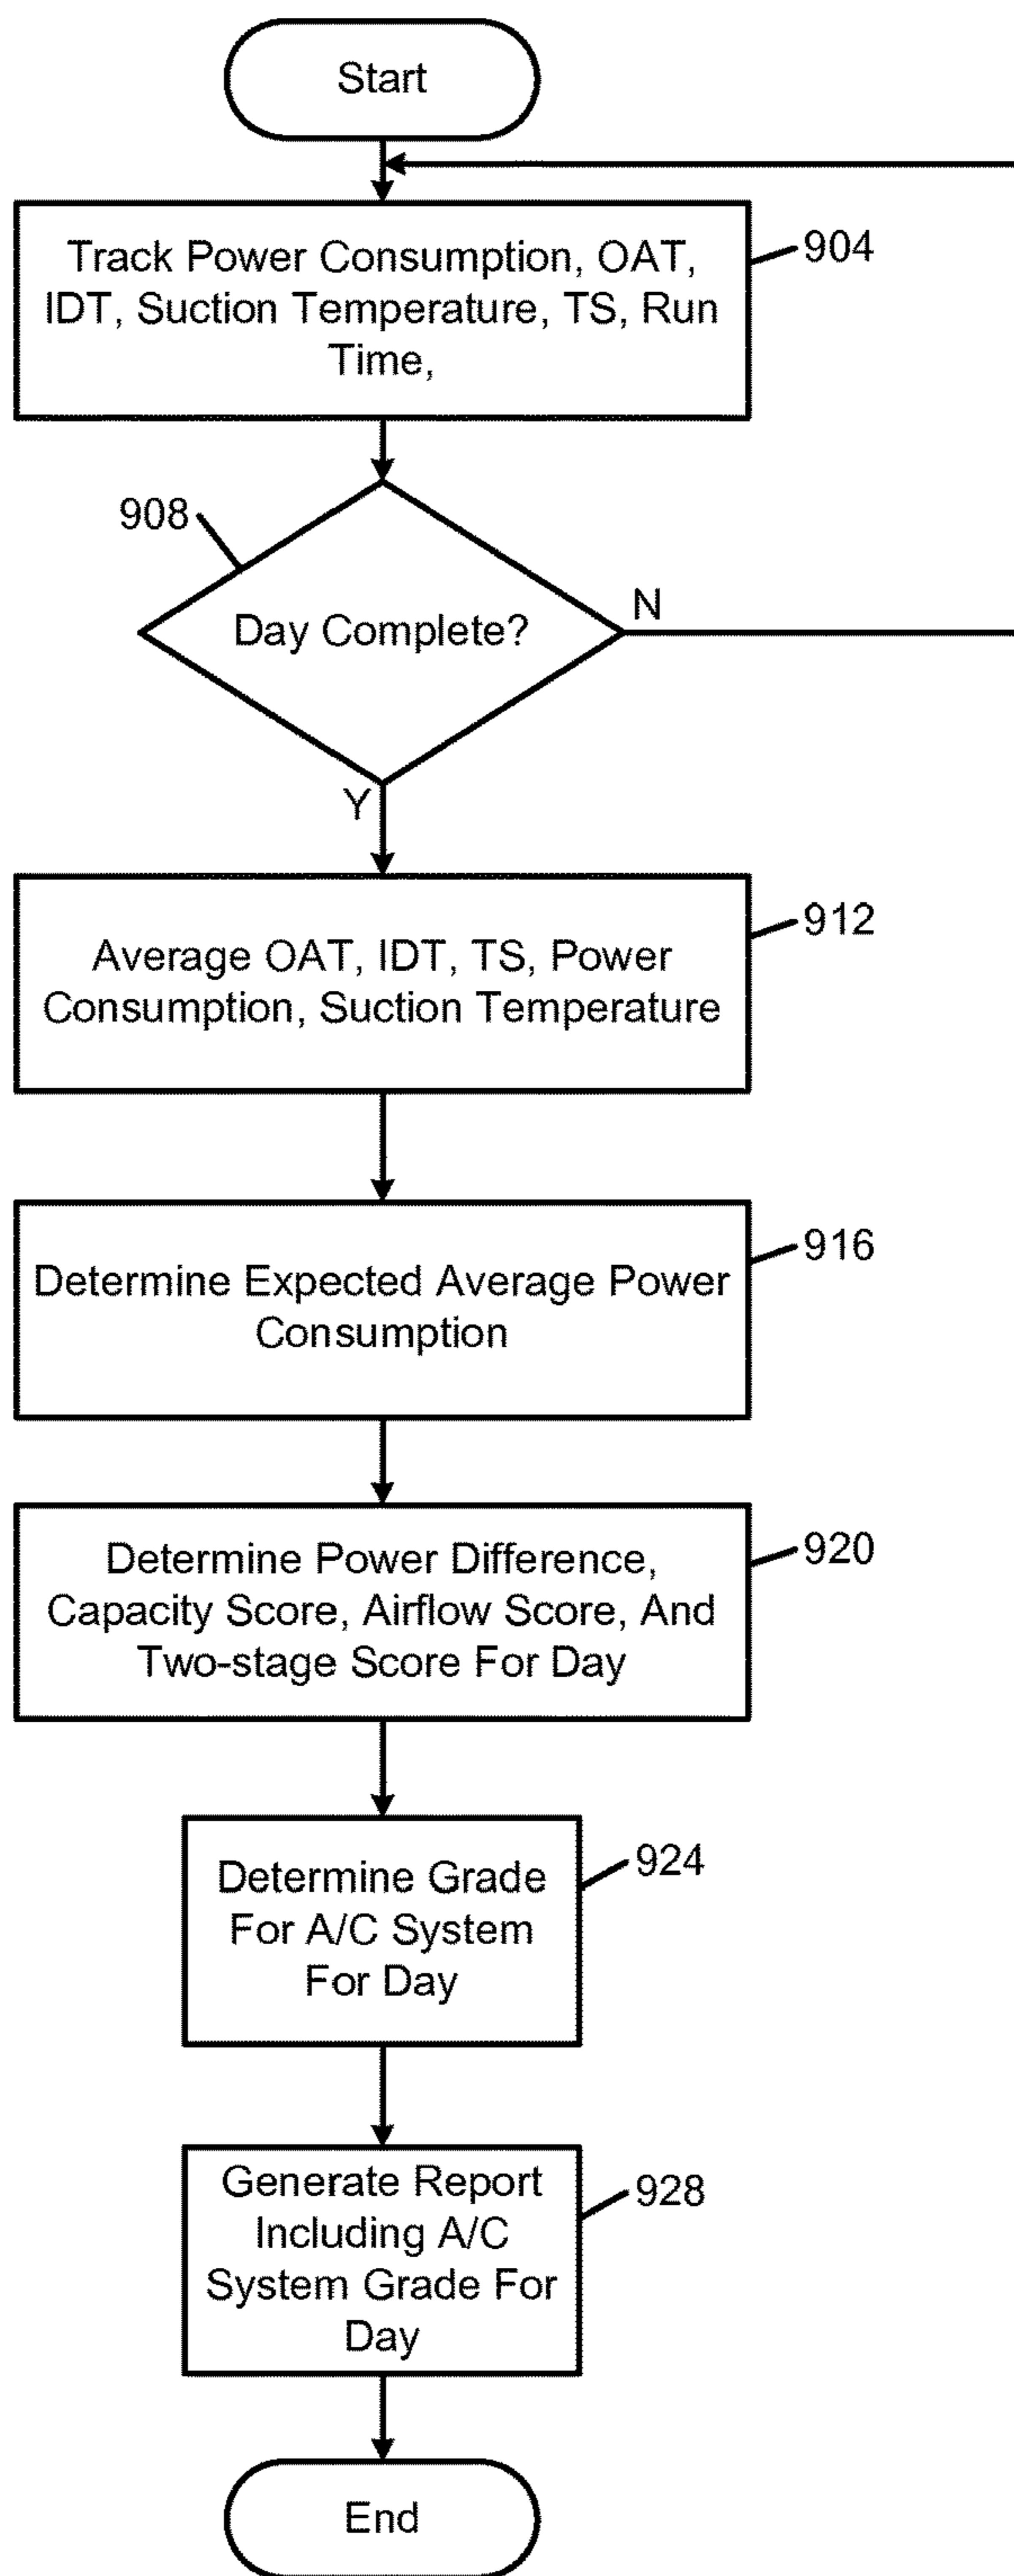 Start
Track Power Consumption, OAT,
IDT, Suction Temperature, TS, Run
Time,
904
908
Day Complete?
N
Y
Average OAT, IDT, TS, Power
Consumption, Suction Temperature
912
Determine Expected Average Power
Consumption
916
Determine Power Difference,
Capacity Score, Airflow Score, And
Two-stage Score For Day
920
Determine Grade
For A/C System
For Day
924
Generate Report
Including A/C
System Grade For
Day
928
End